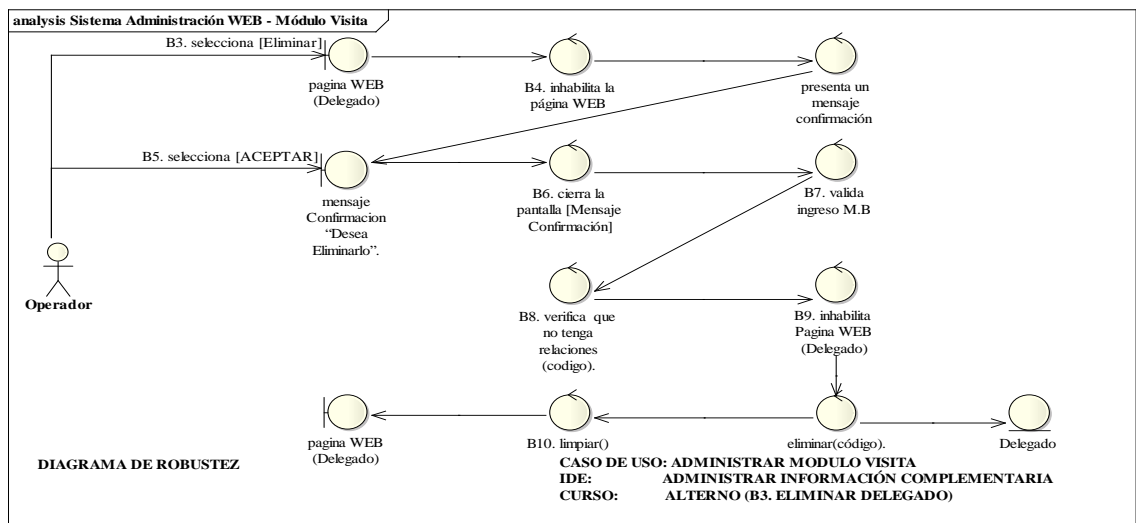 analysis Sistema Administración WEB - Módulo Visita
B3. selecciona [Eliminar]
pagina WEB
(Delegado)
B4. inhabilita la
página WEB
presenta un
mensaje
confirmación
B5. selecciona [ACEPTAR]
mensaje
Confirmacion
“Desea
Eliminarlo”.
B6. cierra la
pantalla [Mensaje
Confirmación]
B7. valida
ingreso M.B
Operador
B8. verifica que
no tenga
relaciones
(codigo).
B9. inhabilita
Pagina WEB
(Delegado)
pagina WEB
(Delegado)
B10. limpiar()
eliminar(código).
Delegado
DIAGRAMA DE ROBUSTEZ
CASO DE USO: ADMINISTRAR MODULO VISITA
IDE: ADMINISTRAR INFORMACIÓN COMPLEMENTARIA
CURSO: ALTERNO (B3. ELIMINAR DELEGADO)